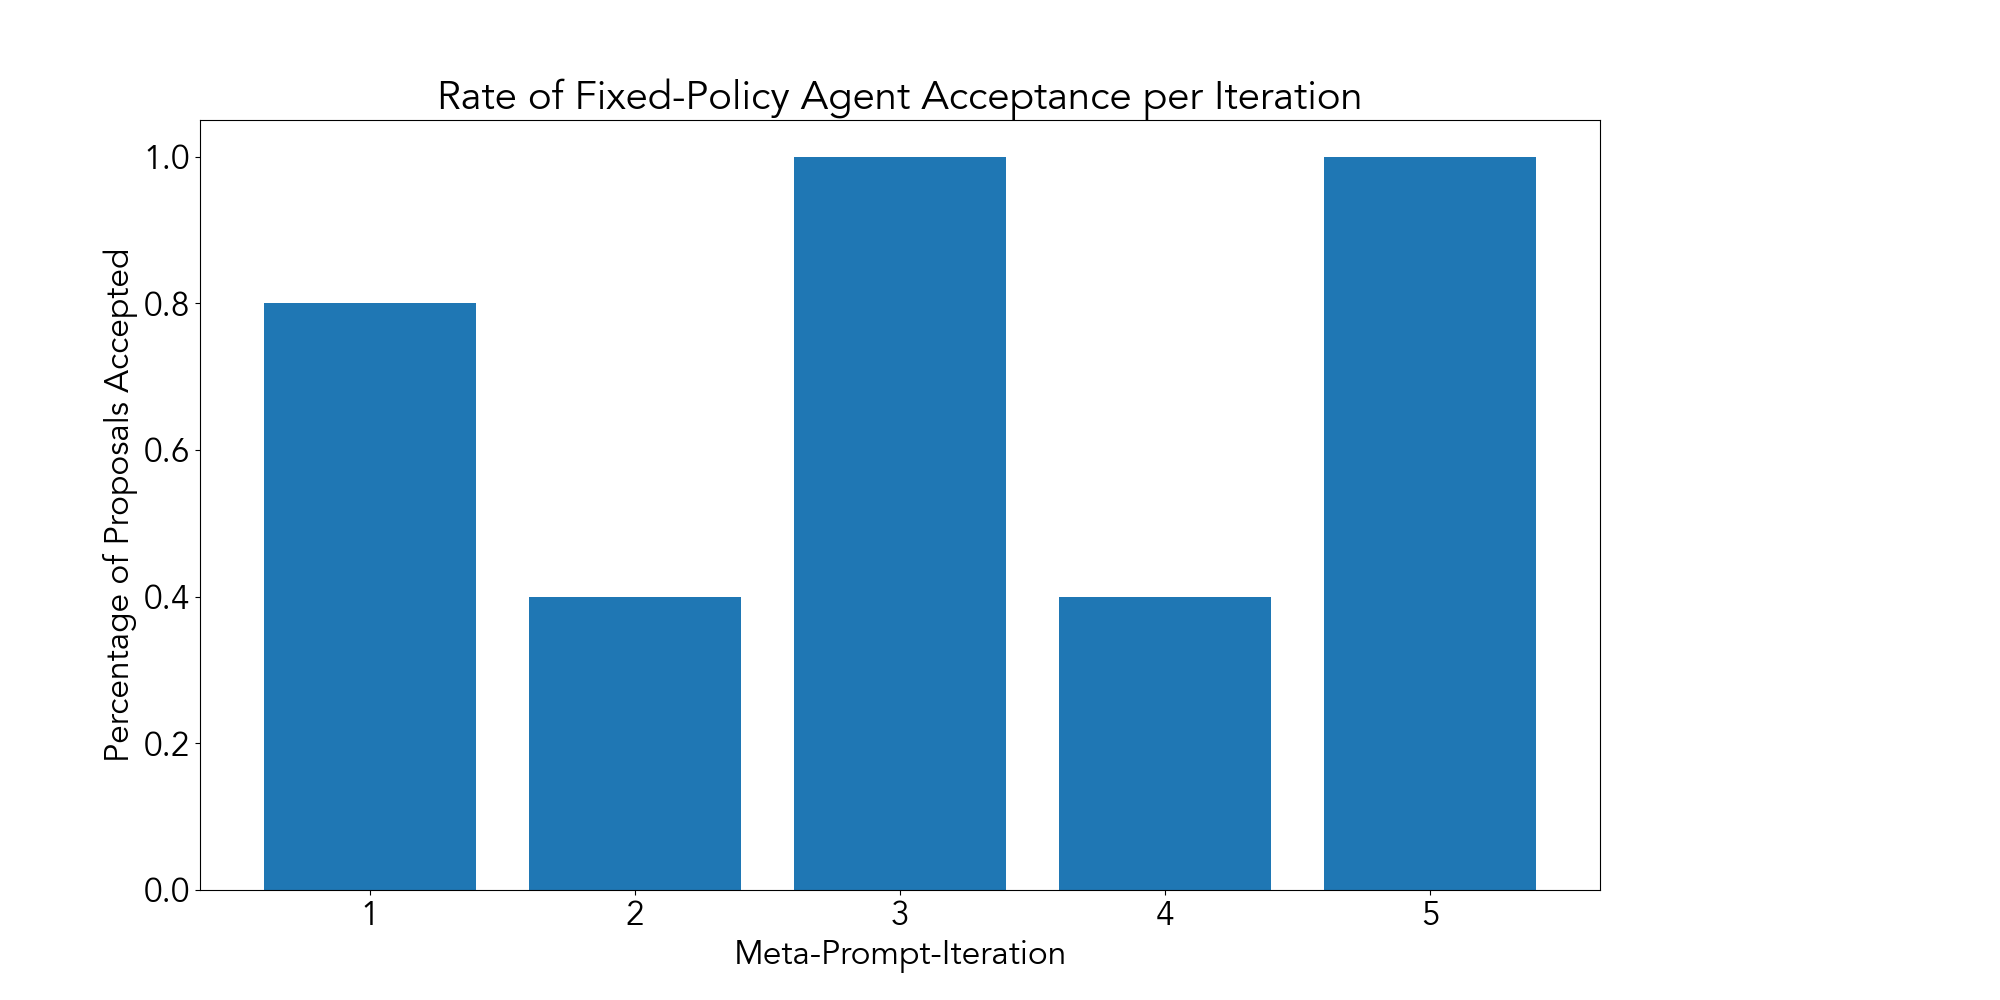 Rate of Fixed-Policy Agent Acceptance per Iteration
Percentage of Proposals Accepted
1.0
0.8
0.6
0.4
0.2
0.0
1 2 3 4 5
Meta-Prompt-Iteration